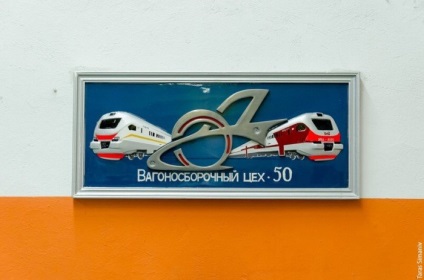 Вагоносборочный цех · 50